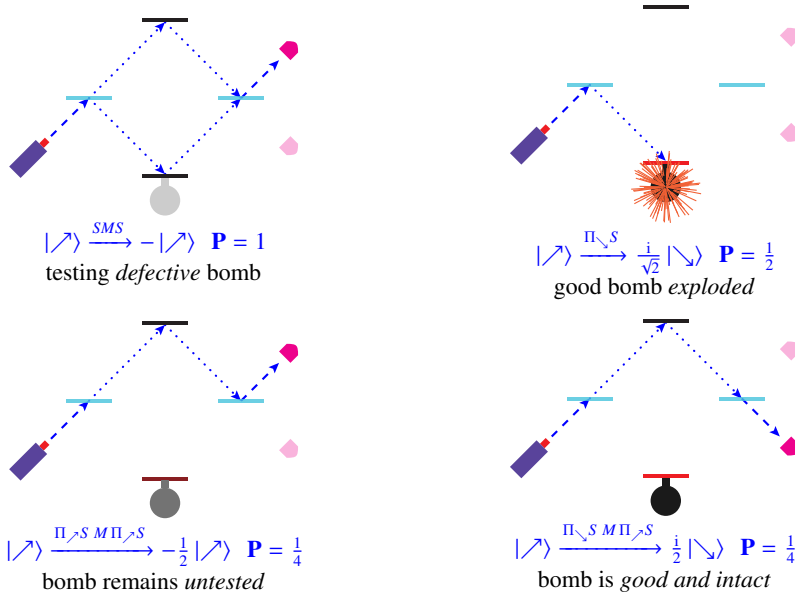 |↗⟩ —SMS→ −|↗⟩ P = 1
testing defective bomb
|↗⟩ —Π↘S→ i/√2 |↘⟩ P = 1/2
good bomb exploded
|↗⟩ —Π↗S M Π↗S→ −1/2 |↗⟩ P = 1/4
bomb remains untested
|↗⟩ —Π↘S M Π↗S→ i/2 |↘⟩ P = 1/4
bomb is good and intact